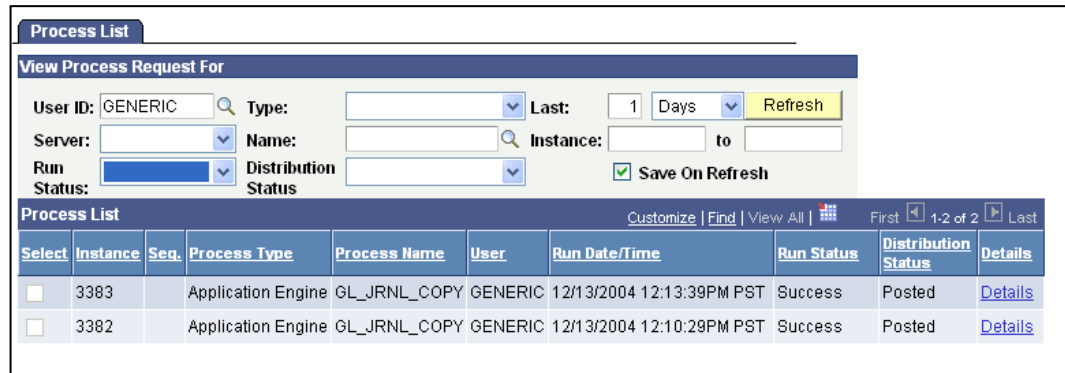 Process List
View Process Request For
User ID: GENERIC Type: Last: 1 Days Refresh
Server: Name: Instance: to
Run Status: Distribution Status Save On Refresh
Process List Customize | Find | View All | First 1-2 of 2 Last
Select Instance Seq. Process Type Process Name User Run Date/Time Run Status Distribution Status Details
3383 Application Engine GL_JRNL_COPY GENERIC 12/13/2004 12:13:39PM PST Success Posted Details
3382 Application Engine GL_JRNL_COPY GENERIC 12/13/2004 12:10:29PM PST Success Posted Details